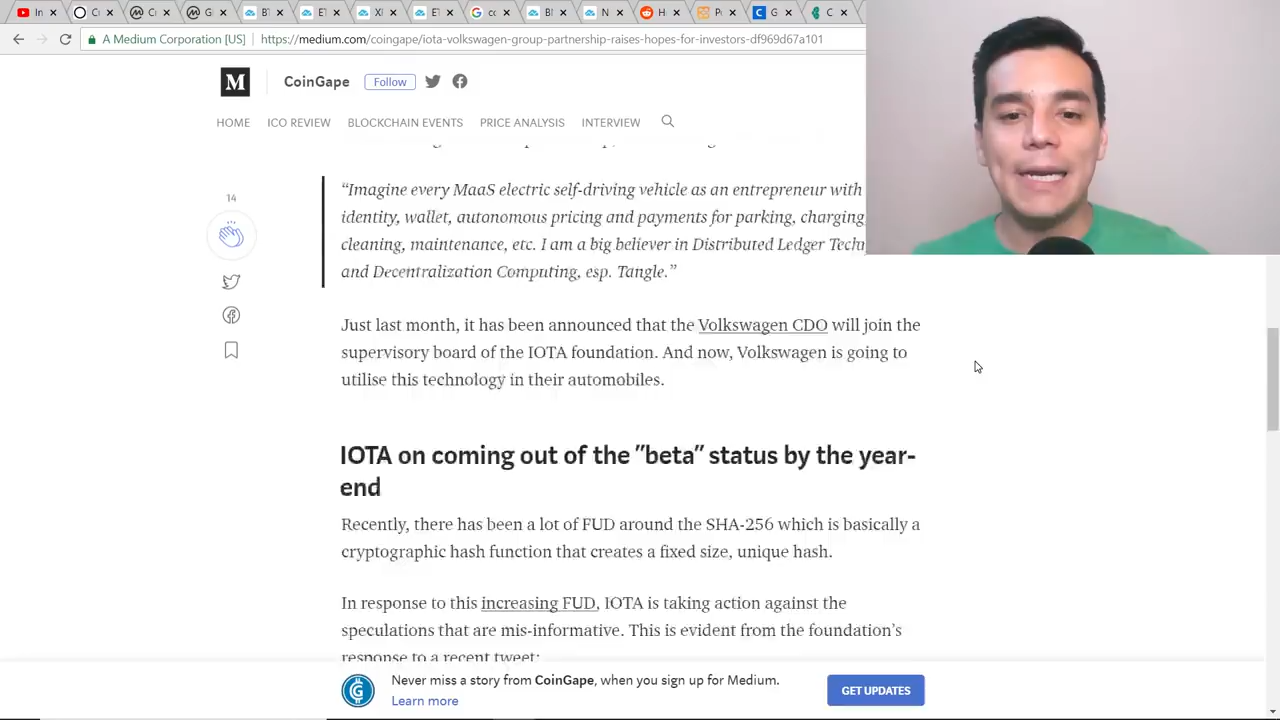 In
Ci
Ci
G
B'
E'
XI
E'
co
B!
N
H
P
G
C
A Medium Corporation [US]
https://medium.com/coingape/iota-volkswagen-group-partnership-raises-hopes-for-investors-df969d67a101
M
CoinGape
Follow
HOME
ICO REVIEW
BLOCKCHAIN EVENTS
PRICE ANALYSIS
INTERVIEW
14
“Imagine every MaaS electric self-driving vehicle as an entrepreneur with
identity, wallet, autonomous pricing and payments for parking, charging
cleaning, maintenance, etc. I am a big believer in Distributed Ledger Techn
and Decentralization Computing, esp. Tangle.”
Just last month, it has been announced that the Volkswagen CDO will join the
supervisory board of the IOTA foundation. And now, Volkswagen is going to
utilise this technology in their automobiles.
IOTA on coming out of the ”beta” status by the year-
end
Recently, there has been a lot of FUD around the SHA-256 which is basically a
cryptographic hash function that creates a fixed size, unique hash.
In response to this increasing FUD, IOTA is taking action against the
speculations that are mis-informative. This is evident from the foundation’s
response to a recent tweet:
Never miss a story from CoinGape, when you sign up for Medium.
Learn more
GET UPDATES